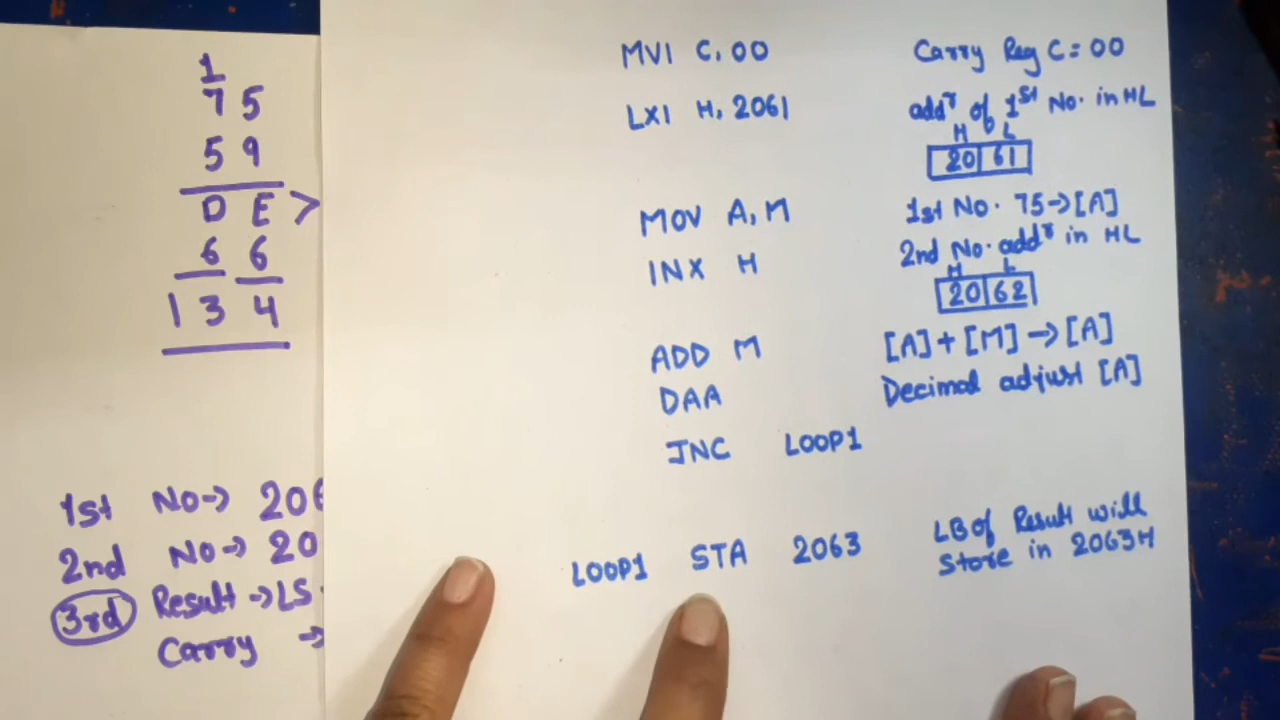 1
7 5
5 9
D E >
6 6
1 3 4
1st No→ 206
2nd No→ 20
3rd Result→LS
Carry →
MVI C, 00 Carry Reg C=00
LXI H, 2061 addr of 1st No. in HL
H L
20 61
MOV A, M 1st No. 75→[A]
INX H 2nd No. addr in HL
H L
20 62
ADD M [A]+[M]→[A]
DAA Decimal adjust [A]
JNC LOOP1
LOOP1 STA 2063 LB of Result will
Store in 2063H